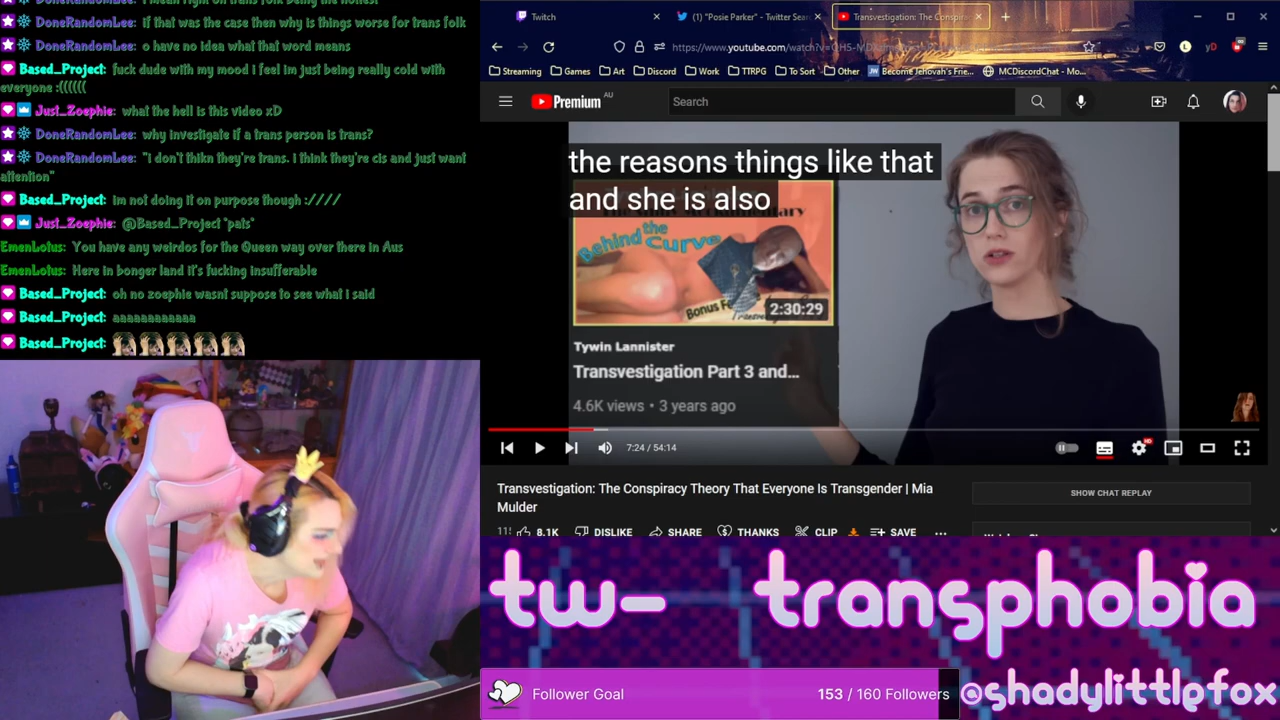 DoneRandomLee: if that was the case then why is things worse for trans folk
DoneRandomLee: o have no idea what that word means
Based_Project: fuck dude with my mood i feel im just being really cold with
everyone :((((((
Just_Zoephie: what the hell is this video xD
DoneRandomLee: why investigate if a trans person is trans?
DoneRandomLee: "I don't thikn they're trans. I think they're cis and just want
attention"
Based_Project: im not doing it on purpose though :////
Just_Zoephie: @Based_Project *pats*
EmenLotus: You have any weirdos for the Queen way over there in Aus
EmenLotus: Here in bonger land it's fucking insufferable
Based_Project: oh no zoephie wasnt suppose to see what i said
Based_Project: aaaaaaaaaaaa
Based_Project:
Twitch
(1) "Posie Parker" - Twitter Sear
Transvestigation: The Conspira
Streaming
Games
Art
Discord
Work
TTRPG
To Sort
Other
Become Jehovah's Frie...
MCDiscordChat - Mo...
Premium
AU
Search
the reasons things like that
and she is also
Behind the
Curve
Bonus
2:30:29
Tywin Lannister
Transvestigation Part 3 and...
4.6K views • 3 years ago
7:24 / 54:14
HD
Transvestigation: The Conspiracy Theory That Everyone Is Transgender | Mia
Mulder
8.1K
DISLIKE
SHARE
THANKS
CLIP
SAVE
SHOW CHAT REPLAY
tw- transphobia
Follower Goal
153 / 160 Followers
@shadylittlefox